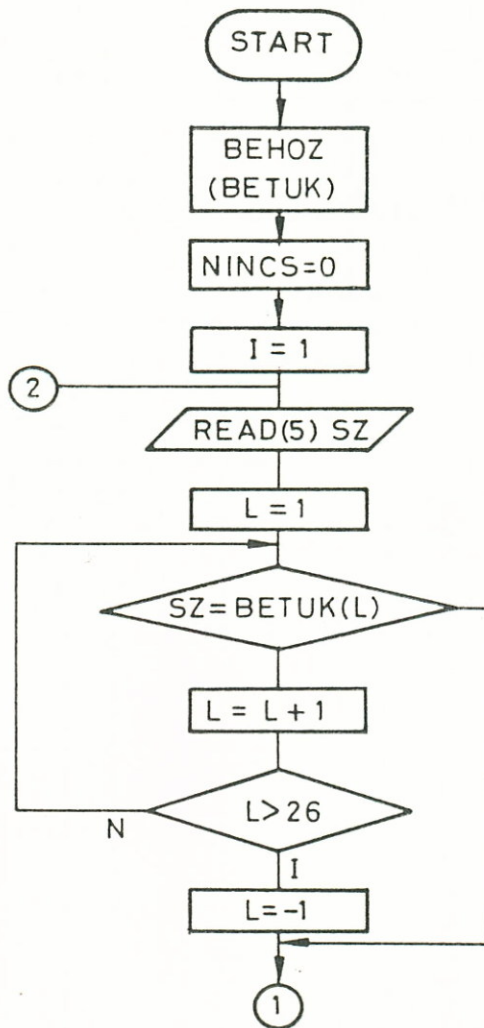 START
BEHOZ
(BETUK)
NINCS=0
I = 1
2
READ(5) SZ
L = 1
SZ=BETUK(L)
L = L + 1
L>26
N
I
L=-1
1